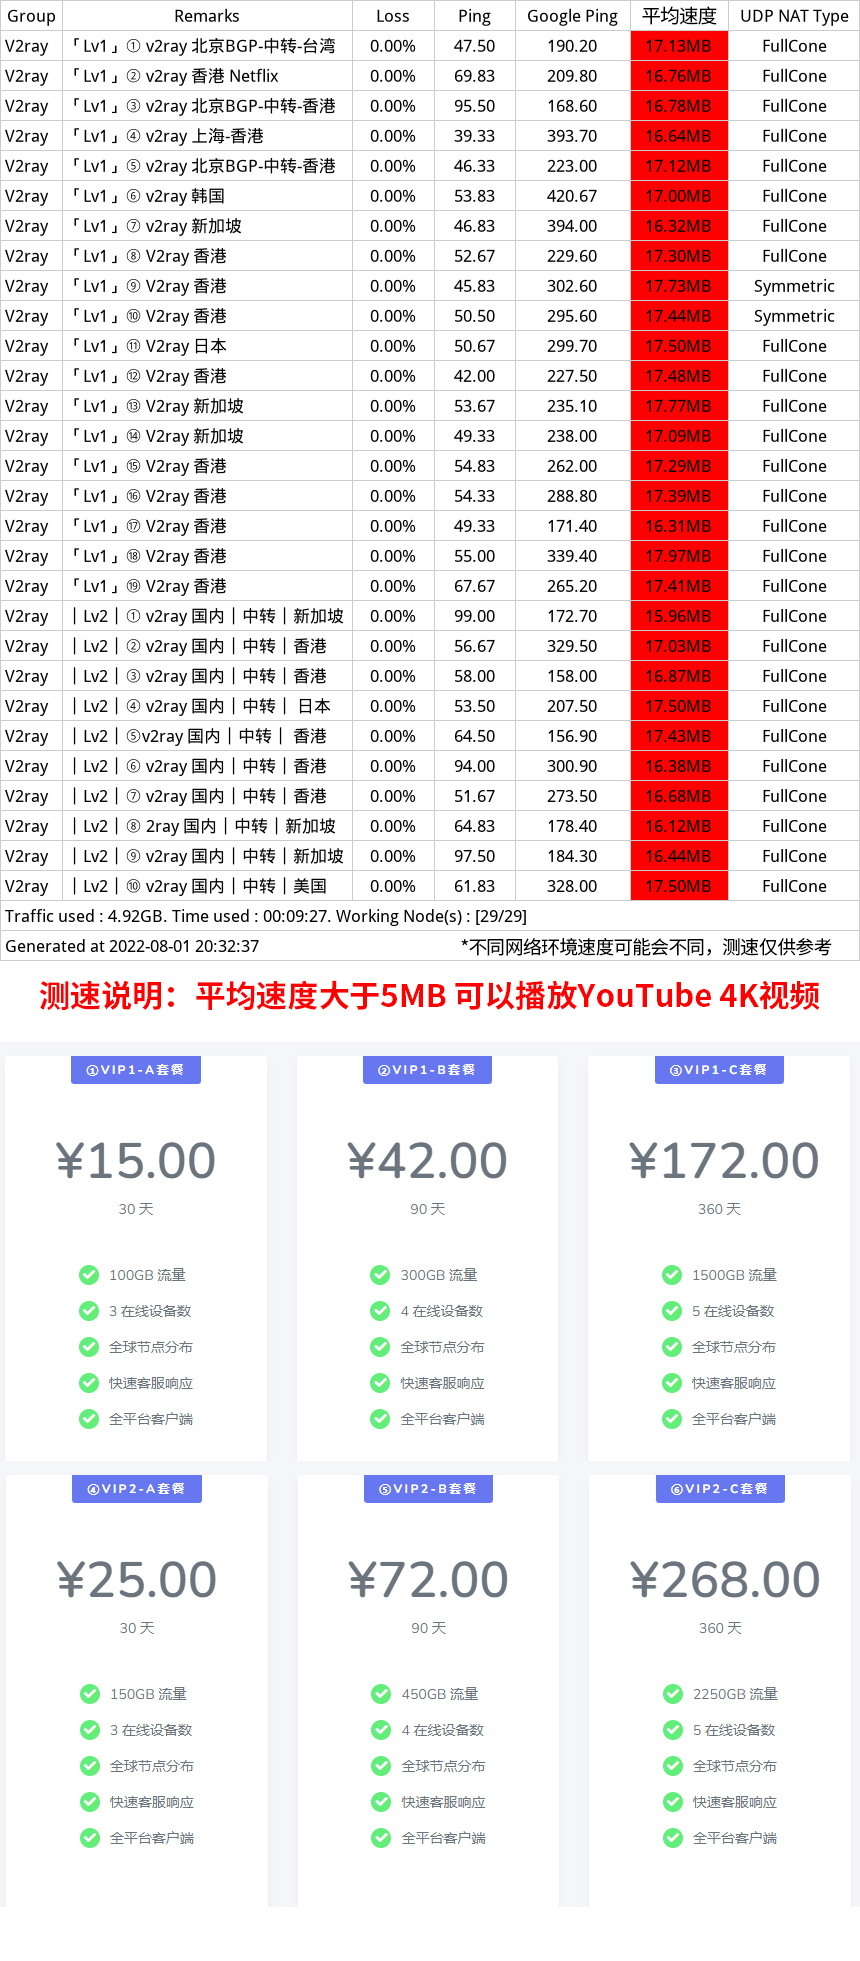 Group Remarks Loss Ping Google Ping 平均速度 UDP NAT Type
V2ray 「Lv1」① v2ray 北京BGP-中转-台湾 0.00% 47.50 190.20 17.13MB FullCone
V2ray 「Lv1」② v2ray 香港 Netflix 0.00% 69.83 209.80 16.76MB FullCone
V2ray 「Lv1」③ v2ray 北京BGP-中转-香港 0.00% 95.50 168.60 16.78MB FullCone
V2ray 「Lv1」④ v2ray 上海-香港 0.00% 39.33 393.70 16.64MB FullCone
V2ray 「Lv1」⑤ v2ray 北京BGP-中转-香港 0.00% 46.33 223.00 17.12MB FullCone
V2ray 「Lv1」⑥ v2ray 韩国 0.00% 53.83 420.67 17.00MB FullCone
V2ray 「Lv1」⑦ v2ray 新加坡 0.00% 46.83 394.00 16.32MB FullCone
V2ray 「Lv1」⑧ V2ray 香港 0.00% 52.67 229.60 17.30MB FullCone
V2ray 「Lv1」⑨ V2ray 香港 0.00% 45.83 302.60 17.73MB Symmetric
V2ray 「Lv1」⑩ V2ray 香港 0.00% 50.50 295.60 17.44MB Symmetric
V2ray 「Lv1」⑪ V2ray 日本 0.00% 50.67 299.70 17.50MB FullCone
V2ray 「Lv1」⑫ V2ray 香港 0.00% 42.00 227.50 17.48MB FullCone
V2ray 「Lv1」⑬ V2ray 新加坡 0.00% 53.67 235.10 17.77MB FullCone
V2ray 「Lv1」⑭ V2ray 新加坡 0.00% 49.33 238.00 17.09MB FullCone
V2ray 「Lv1」⑮ V2ray 香港 0.00% 54.83 262.00 17.29MB FullCone
V2ray 「Lv1」⑯ V2ray 香港 0.00% 54.33 288.80 17.39MB FullCone
V2ray 「Lv1」⑰ V2ray 香港 0.00% 49.33 171.40 16.31MB FullCone
V2ray 「Lv1」⑱ V2ray 香港 0.00% 55.00 339.40 17.97MB FullCone
V2ray 「Lv1」⑲ V2ray 香港 0.00% 67.67 265.20 17.41MB FullCone
V2ray ｜Lv2｜① v2ray 国内｜中转｜新加坡 0.00% 99.00 172.70 15.96MB FullCone
V2ray ｜Lv2｜② v2ray 国内｜中转｜香港 0.00% 56.67 329.50 17.03MB FullCone
V2ray ｜Lv2｜③ v2ray 国内｜中转｜香港 0.00% 58.00 158.00 16.87MB FullCone
V2ray ｜Lv2｜④ v2ray 国内｜中转｜ 日本 0.00% 53.50 207.50 17.50MB FullCone
V2ray ｜Lv2｜⑤v2ray 国内｜中转｜ 香港 0.00% 64.50 156.90 17.43MB FullCone
V2ray ｜Lv2｜⑥ v2ray 国内｜中转｜香港 0.00% 94.00 300.90 16.38MB FullCone
V2ray ｜Lv2｜⑦ v2ray 国内｜中转｜香港 0.00% 51.67 273.50 16.68MB FullCone
V2ray ｜Lv2｜⑧ 2ray 国内｜中转｜新加坡 0.00% 64.83 178.40 16.12MB FullCone
V2ray ｜Lv2｜⑨ v2ray 国内｜中转｜新加坡 0.00% 97.50 184.30 16.44MB FullCone
V2ray ｜Lv2｜⑩ v2ray 国内｜中转｜美国 0.00% 61.83 328.00 17.50MB FullCone
Traffic used : 4.92GB. Time used : 00:09:27. Working Node(s) : [29/29]
Generated at 2022-08-01 20:32:37 *不同网络环境速度可能会不同，测速仅供参考
测速说明：平均速度大于5MB 可以播放YouTube 4K视频
①VIP1-A套餐 ②VIP1-B套餐 ③VIP1-C套餐
¥15.00 ¥42.00 ¥172.00
30 天 90 天 360 天
100GB 流量 300GB 流量 1500GB 流量
3 在线设备数 4 在线设备数 5 在线设备数
全球节点分布 全球节点分布 全球节点分布
快速客服响应 快速客服响应 快速客服响应
全平台客户端 全平台客户端 全平台客户端
④VIP2-A套餐 ⑤VIP2-B套餐 ⑥VIP2-C套餐
¥25.00 ¥72.00 ¥268.00
30 天 90 天 360 天
150GB 流量 450GB 流量 2250GB 流量
3 在线设备数 4 在线设备数 5 在线设备数
全球节点分布 全球节点分布 全球节点分布
快速客服响应 快速客服响应 快速客服响应
全平台客户端 全平台客户端 全平台客户端